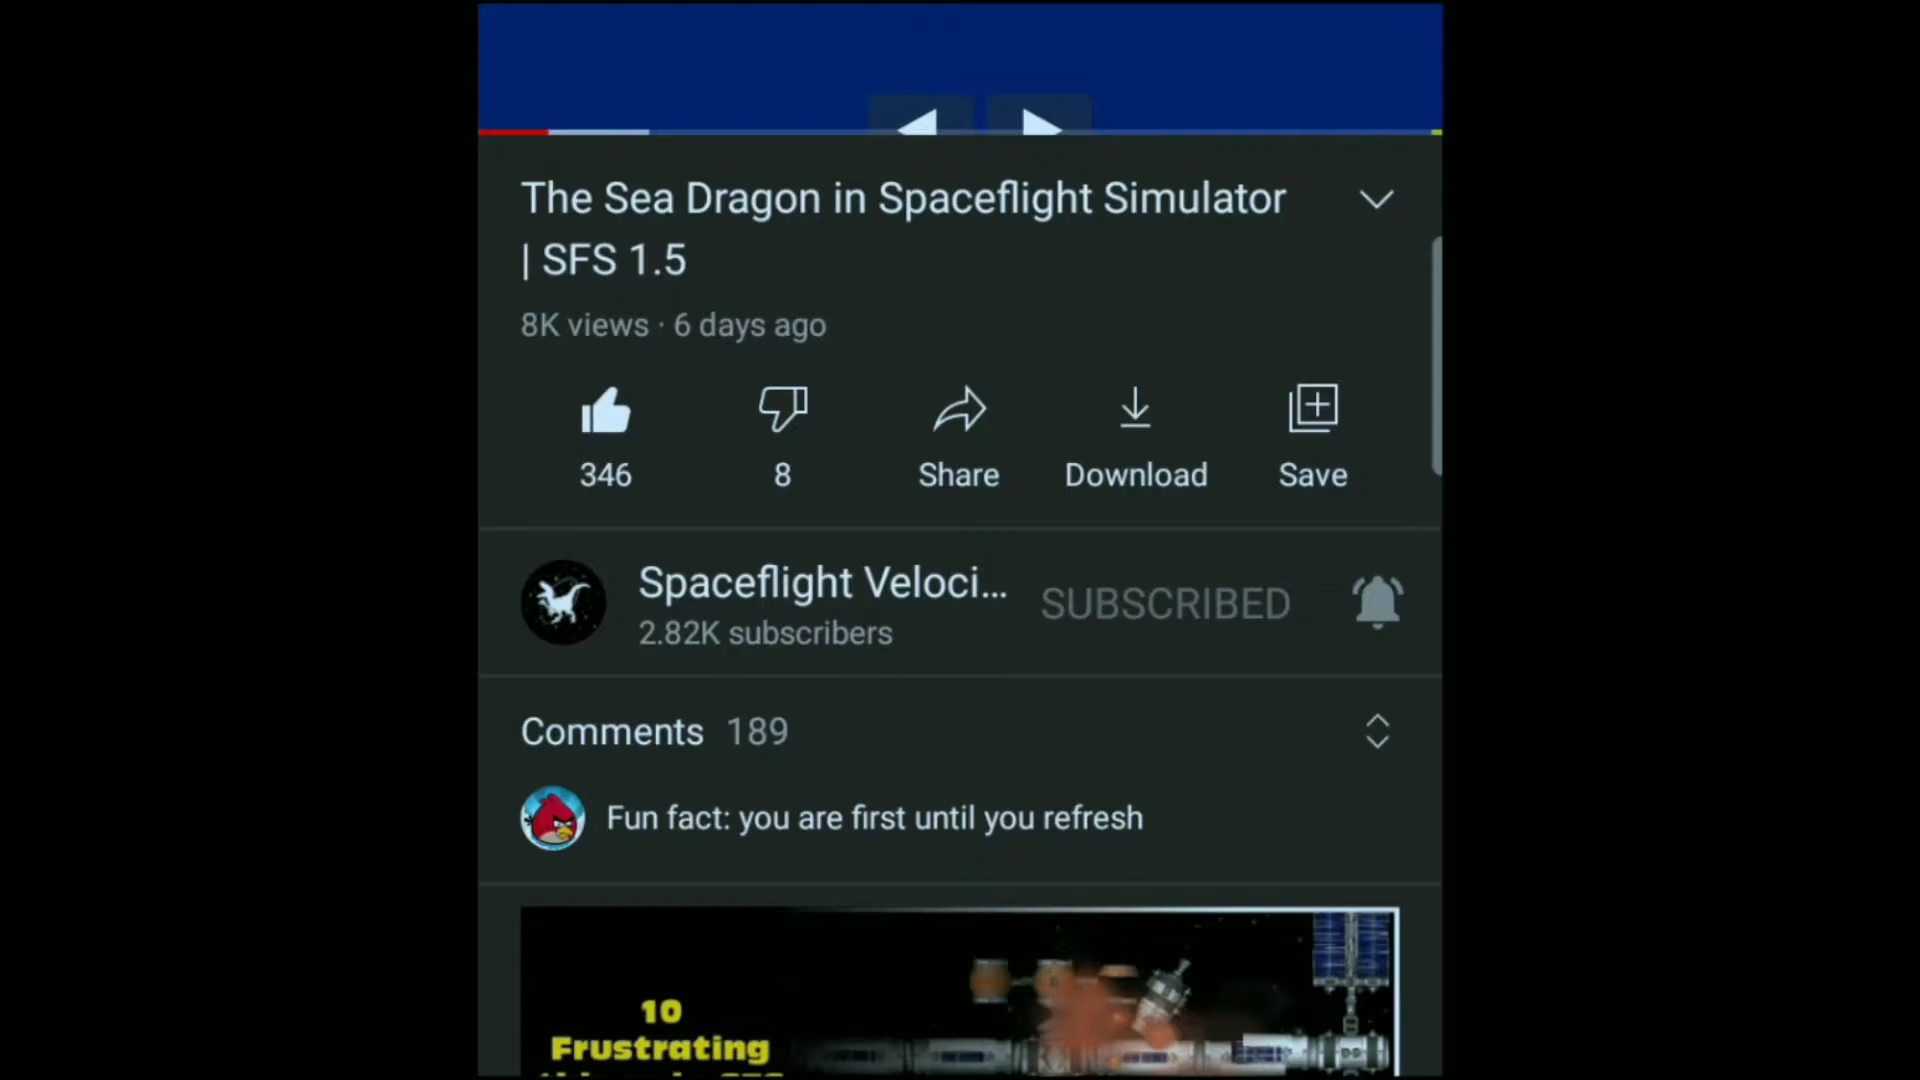 The Sea Dragon in Spaceflight Simulator
| SFS 1.5
8K views · 6 days ago
346
8
Share
Download
Save
Spaceflight Veloci...
SUBSCRIBED
2.82K subscribers
Comments 189
Fun fact: you are first until you refresh
10
Frustrating